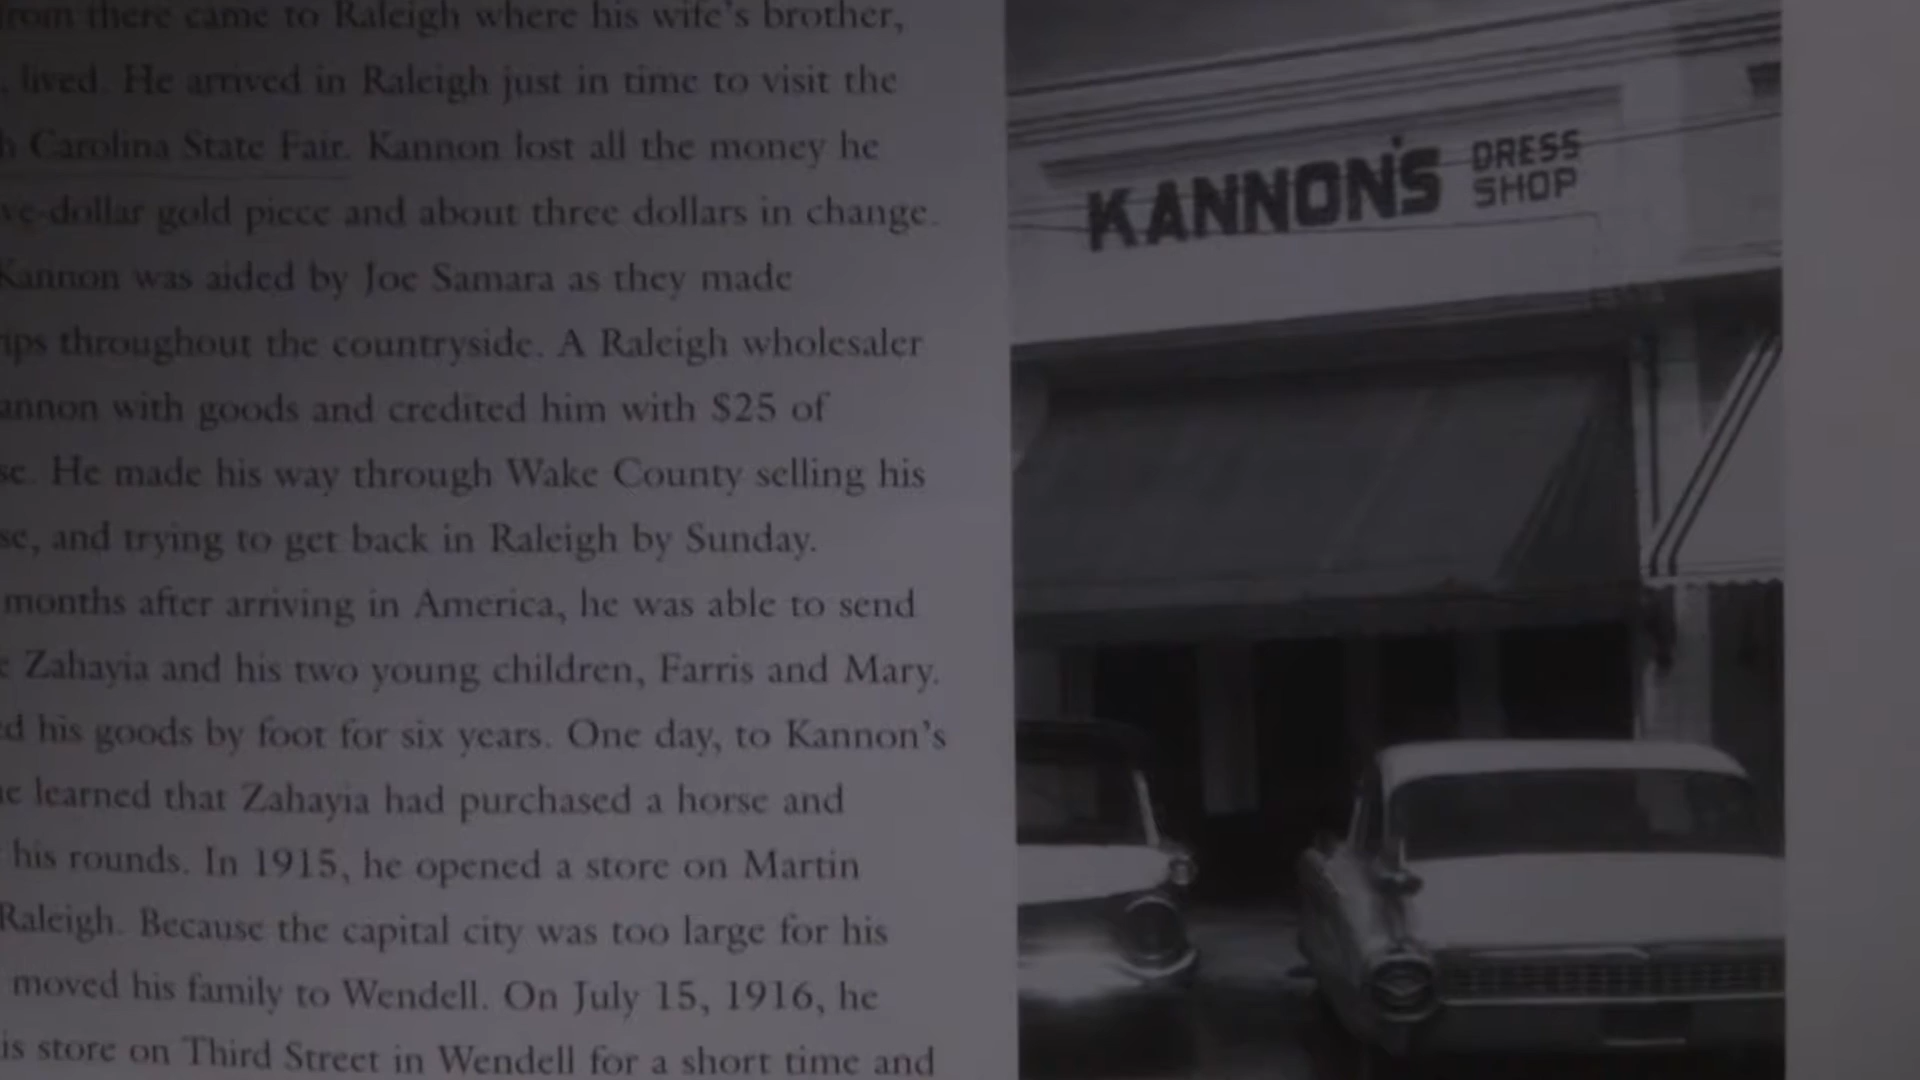 from there came to Raleigh where his wife's brother,
, lived. He arrived in Raleigh just in time to visit the
h Carolina State Fair. Kannon lost all the money he
ve-dollar gold piece and about three dollars in change.
Kannon was aided by Joe Samara as they made
ips throughout the countryside. A Raleigh wholesaler
annon with goods and credited him with $25 of
se. He made his way through Wake County selling his
se, and trying to get back in Raleigh by Sunday.
months after arriving in America, he was able to send
e Zahayia and his two young children, Farris and Mary.
ed his goods by foot for six years. One day, to Kannon's
he learned that Zahayia had purchased a horse and
his rounds. In 1915, he opened a store on Martin
Raleigh. Because the capital city was too large for his
moved his family to Wendell. On July 15, 1916, he
is store on Third Street in Wendell for a short time and
KANNON'S DRESS SHOP